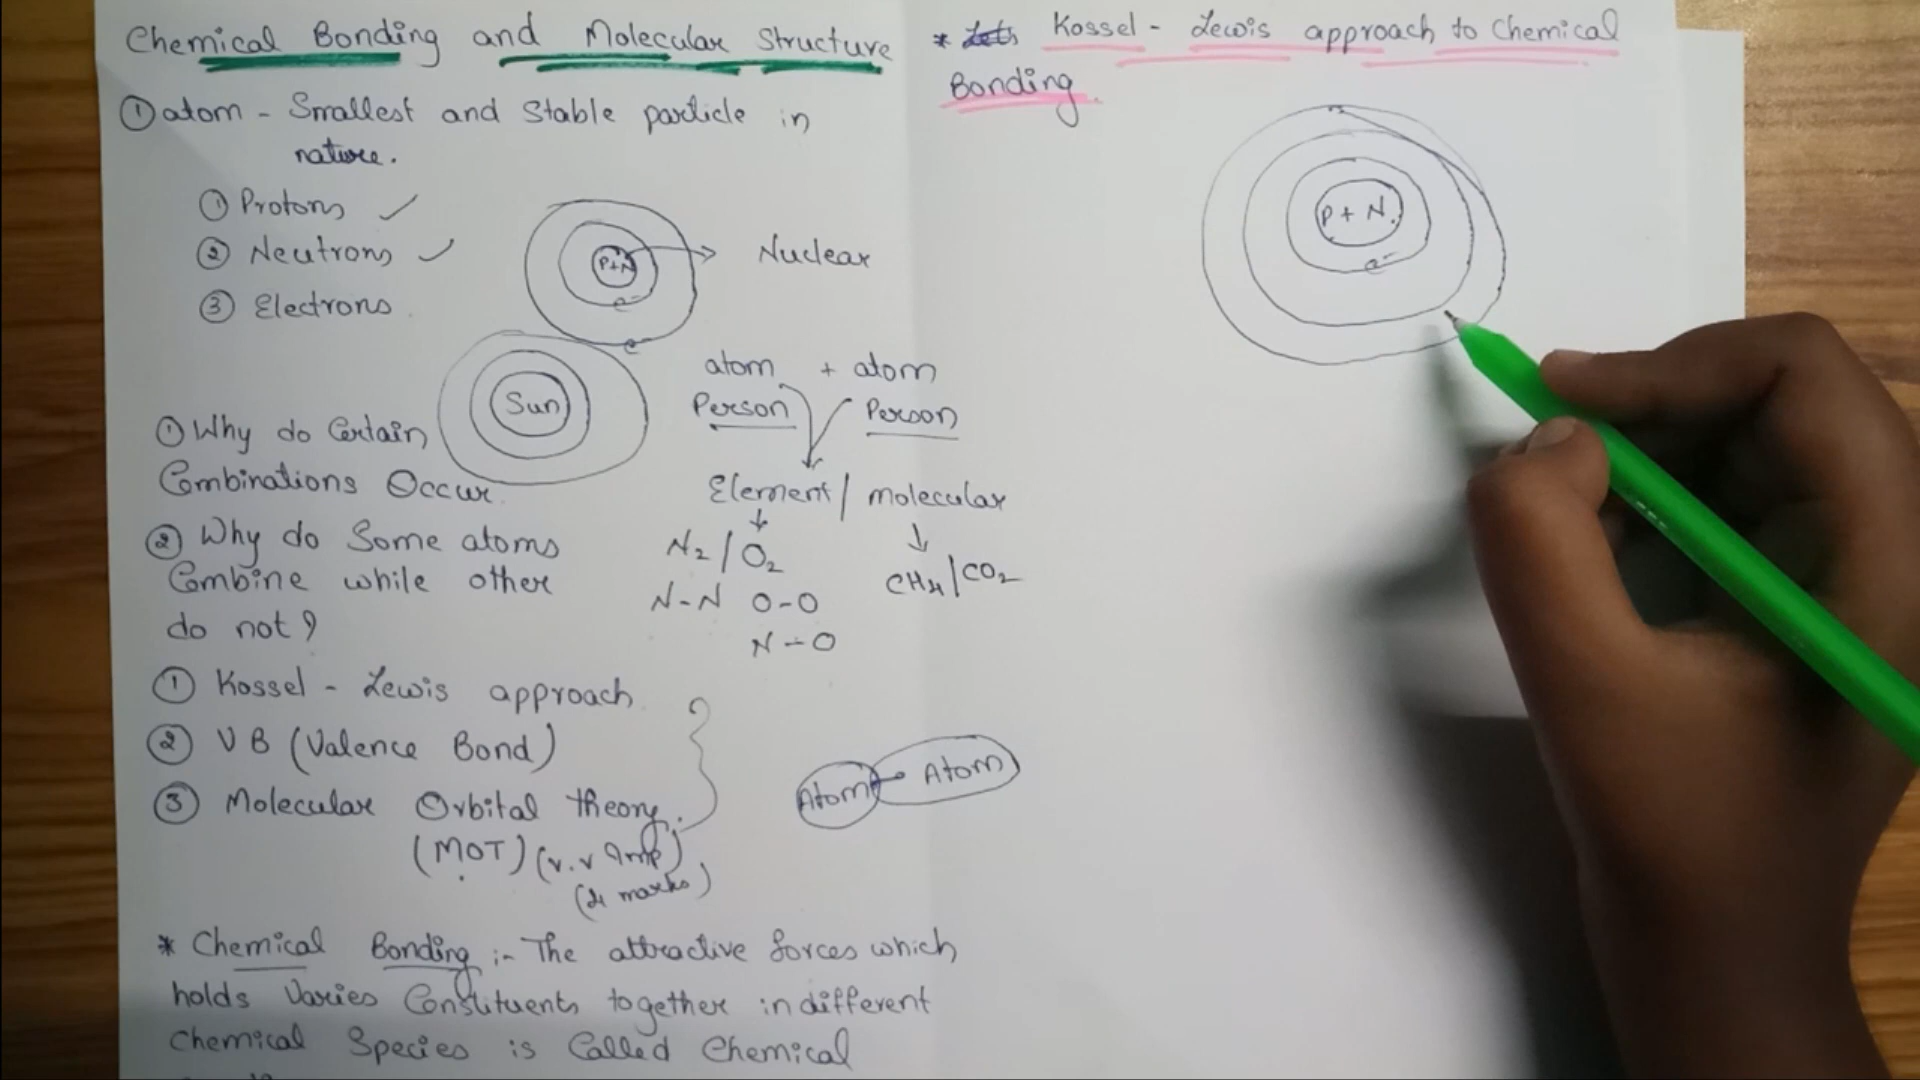 Chemical Bonding and Molecular Structure
① atom - Smallest and Stable particle in
nature.
① Protons ✓
② Neutrons ✓
③ Electrons.
P+N
Nuclear
e-
e
Sun
① Why do Certain
Combinations Occur.
② Why do Some atoms
Combine while other
do not?
atom + atom
Person Person
Element / molecular
N2 / O2
CH4 / CO2
N-N O-O
N-O
① Kossel - Lewis approach
② VB (Valence Bond)
③ Molecular Orbital theory.
(MOT) (v.v Imp)
(4 marks)
Atom Atom
* Chemical Bonding :- The attractive forces which
holds Varies Constituents together in different
Chemical Species is Called Chemical
* Kossel - Lewis approach to Chemical
Bonding.
P+N
e-